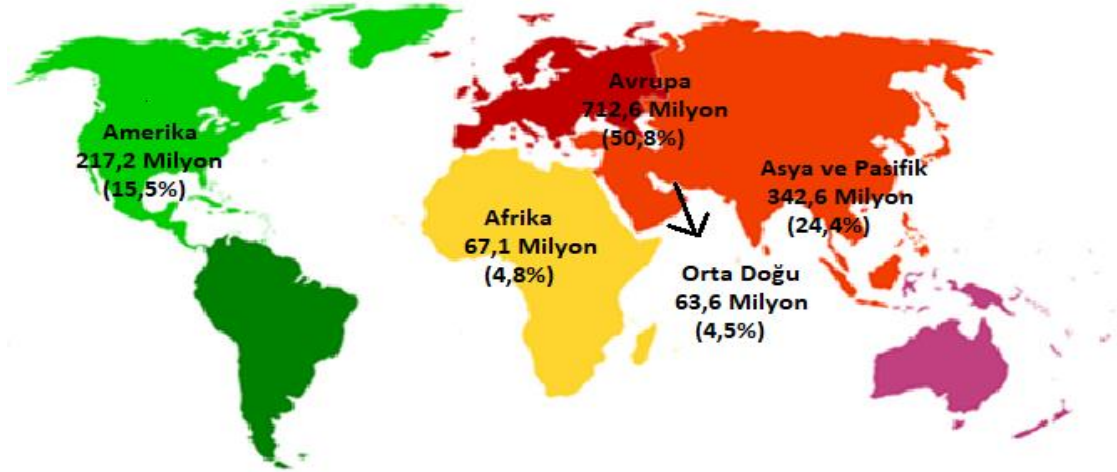 Avrupa
712,6 Milyon
(50,8%)
Amerika
217,2 Milyon
(15,5%)
Asya ve Pasifik
342,6 Milyon
(24,4%)
Afrika
67,1 Milyon
(4,8%)
Orta Doğu
63,6 Milyon
(4,5%)